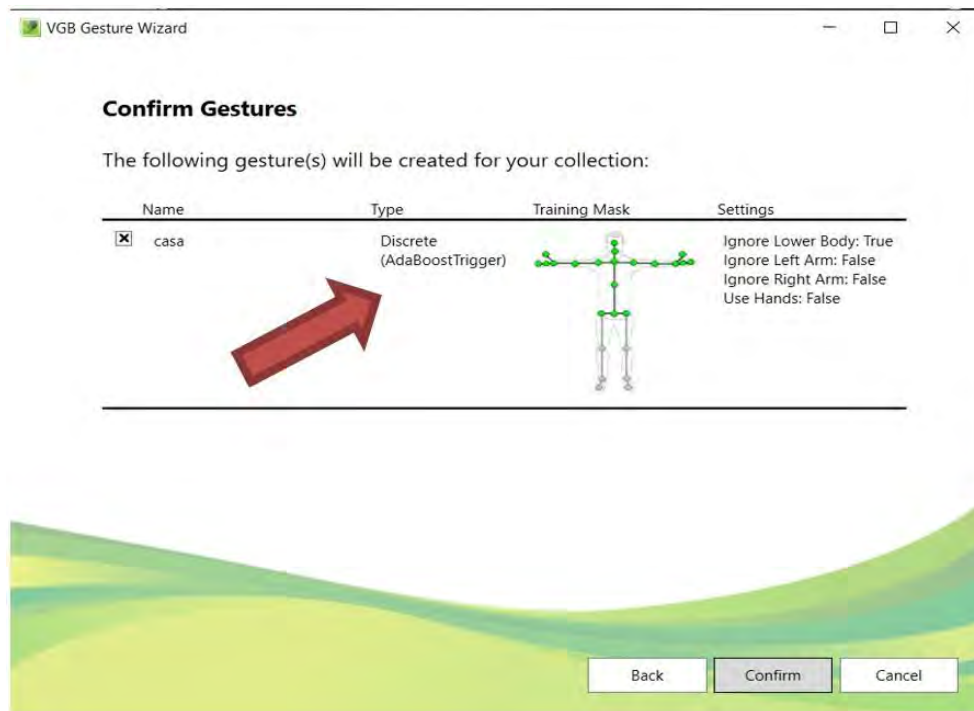 VGB Gesture Wizard
Confirm Gestures
The following gesture(s) will be created for your collection:
Name Type Training Mask Settings
casa Discrete Ignore Lower Body: True
(AdaBoostTrigger) Ignore Left Arm: False
Ignore Right Arm: False
Use Hands: False
Back Confirm Cancel